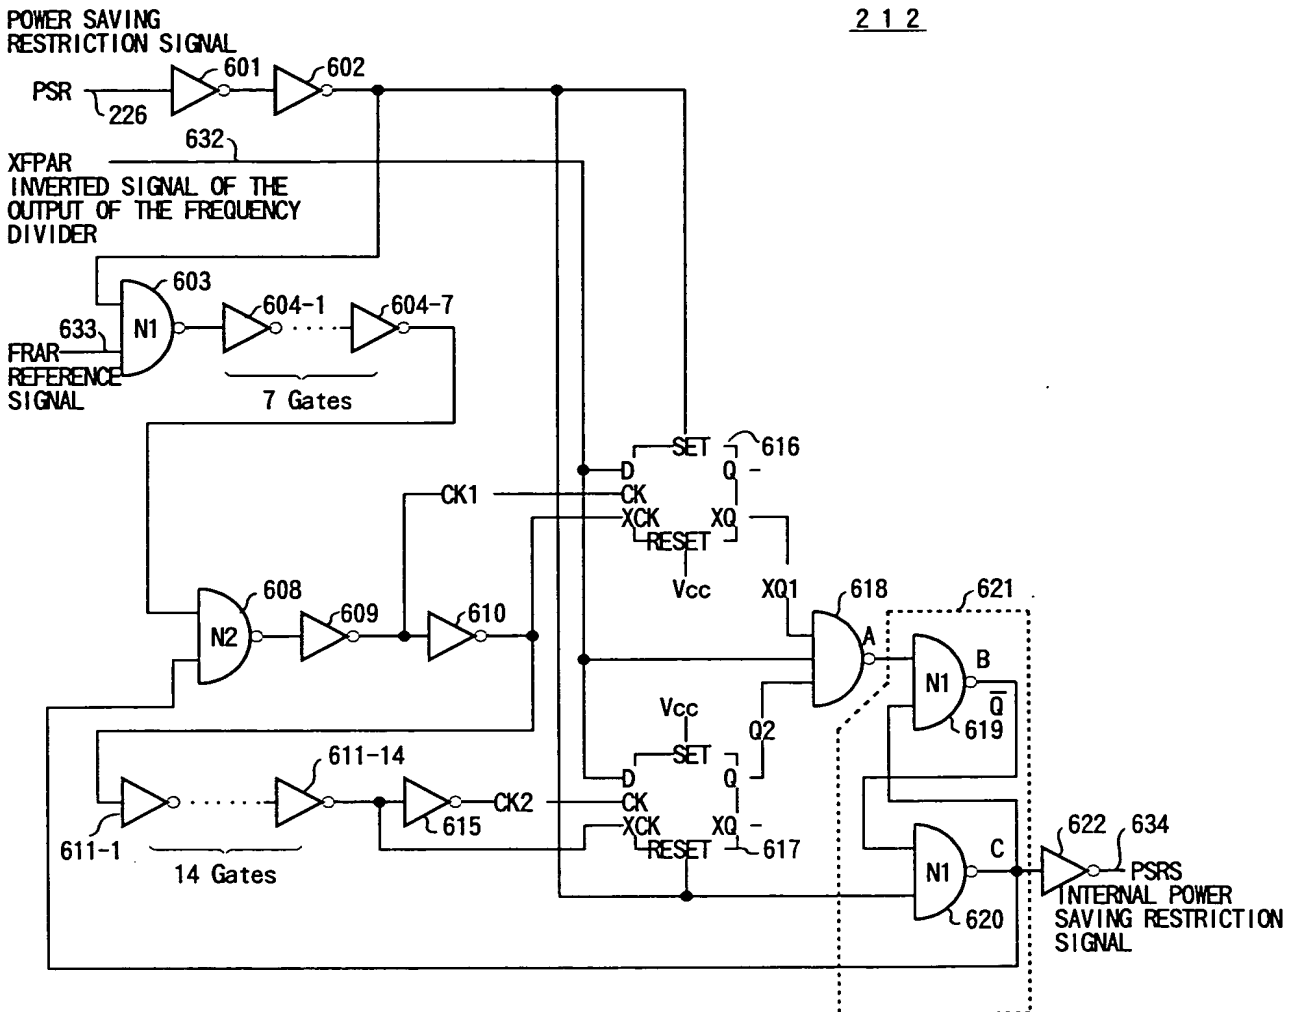 POWER SAVING
RESTRICTION SIGNAL
2 1 2
PSR
226
601
602
632
XFPAR
INVERTED SIGNAL OF THE
OUTPUT OF THE FREQUENCY
DIVIDER
603
N1
604-1
604-7
633
FRAR
REFERENCE
SIGNAL
7 Gates
SET
616
D
Q
CK1
CK
XCK
XQ
RESET
Vcc
XQ1
608
N2
609
610
618
A
621
B
N1
Q
619
Vcc
Q2
SET
D
Q
CK2
CK
XCK
XQ
RESET
617
611-14
611-1
615
14 Gates
C
N1
620
622
634
PSRS
INTERNAL POWER
SAVING RESTRICTION
SIGNAL